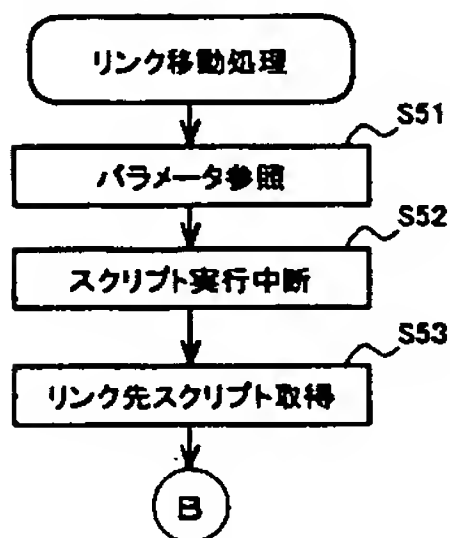 リンク移動処理
S51
パラメータ参照
S52
スクリプト実行中断
S53
リンク先スクリプト取得
B